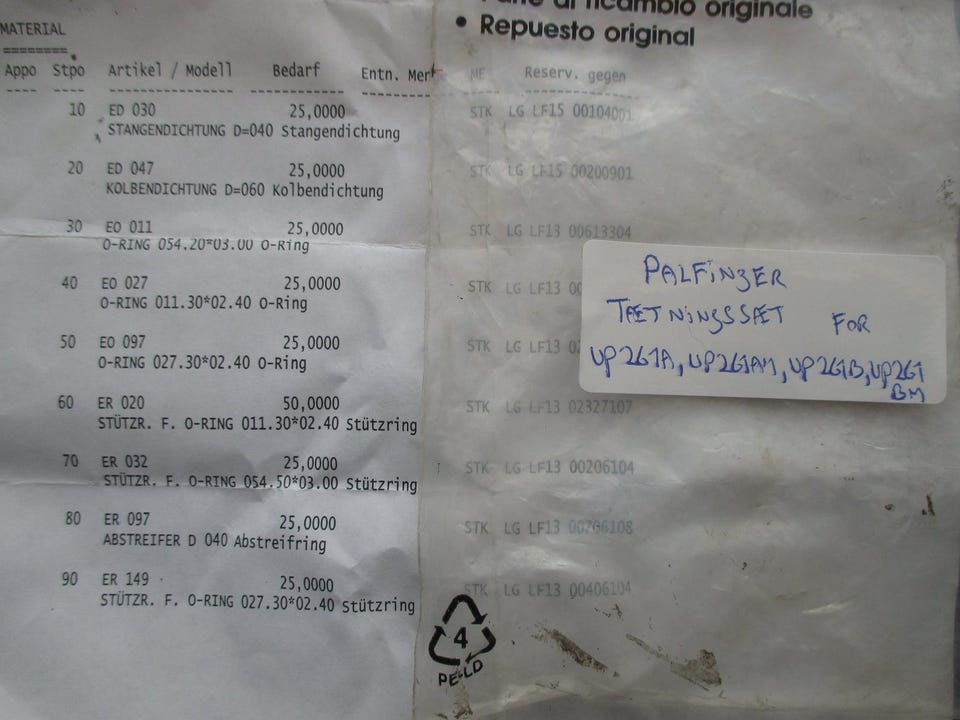 di ricambio originale
• Repuesto original
MATERIAL
========
Appo Stpo Artikel / Modell Bedarf Entn. Merk ME Reserv. gegen
10 ED 030 25,0000 STK LG LF15 00104001
STANGENDICHTUNG D=040 Stangendichtung
20 ED 047 25,0000 STK LG LF15 00200901
KOLBENDICHTUNG D=060 Kolbendichtung
30 EO 011 25,0000 STK LG LF13 00613304
O-RING 054.20*03.00 O-Ring
40 EO 027 25,0000 STK LG LF13
O-RING 011.30*02.40 O-Ring
50 EO 097 25,0000 STK LG LF13
O-RING 027.30*02.40 O-Ring
60 ER 020 50,0000 STK LG LF13 02327107
STÜTZR. F. O-RING 011.30*02.40 Stützring
70 ER 032 25,0000 STK LG LF13 00206104
STÜTZR. F. O-RING 054.50*03.00 Stützring
80 ER 097 25,0000 STK LG LF13 00206108
ABSTREIFER D 040 Abstreifring
90 ER 149 25,0000 STK LG LF13 00406104
STÜTZR. F. O-RING 027.30*02.40 Stützring
PALFINGER
TÆTNINGSSÆT FOR
UP261A, UP261AM, UP261B, UP261
BM
4
PE-LD